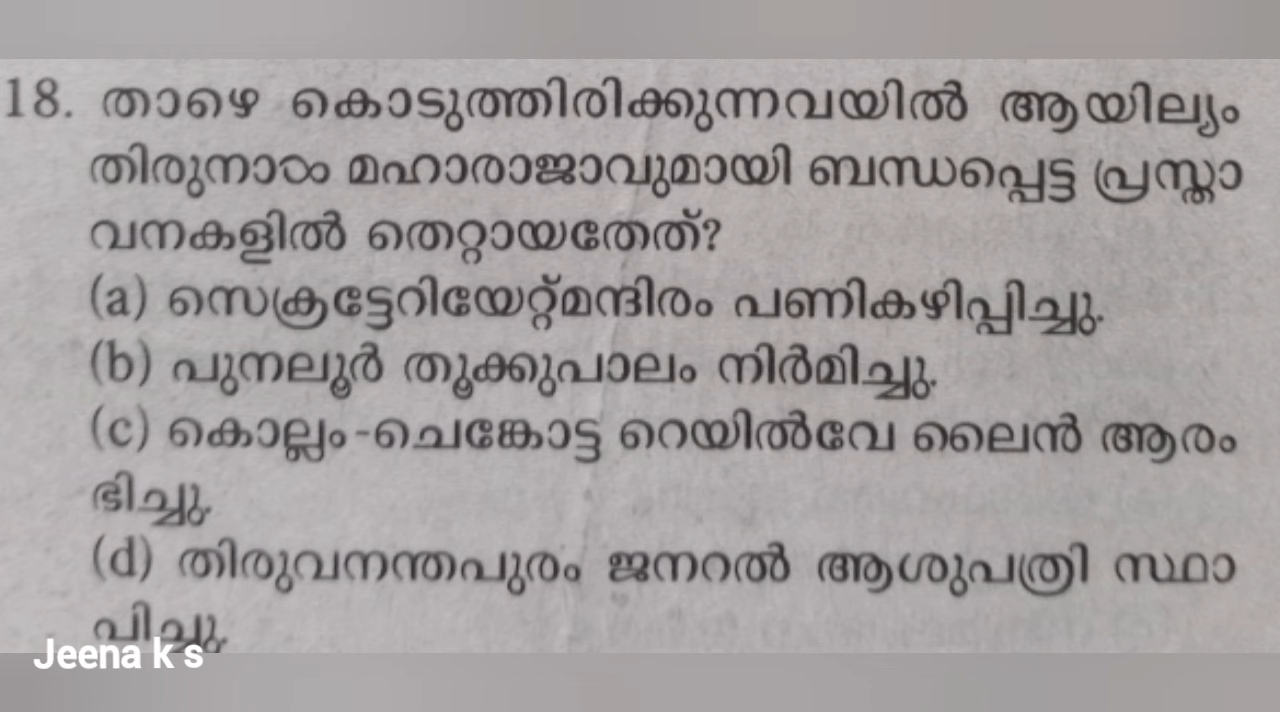 18. താഴെ കൊടുത്തിരിക്കുന്നവയിൽ ആയില്യം
തിരുനാൾ മഹാരാജാവുമായി ബന്ധപ്പെട്ട പ്രസ്താ
വനകളിൽ തെറ്റായതേത്?
(a) സെക്രട്ടേറിയേറ്റ്മന്ദിരം പണികഴിപ്പിച്ചു.
(b) പുനലൂർ തൂക്കുപാലം നിർമിച്ചു.
(c) കൊല്ലം-ചെങ്കോട്ട റെയിൽവേ ലൈൻ ആരം
ഭിച്ചു.
(d) തിരുവനന്തപുരം ജനറൽ ആശുപത്രി സ്ഥാ
പിച്ചു.
Jeena k s